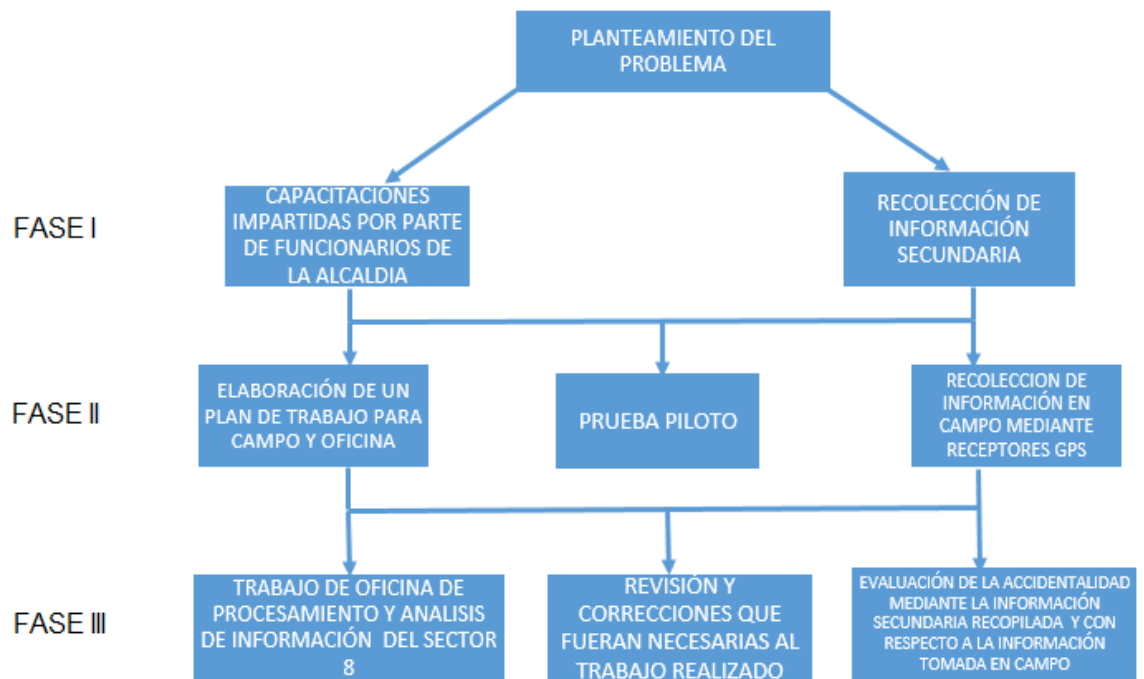 PLANTEAMIENTO DEL
PROBLEMA
FASE I
CAPACITACIONES
IMPARTIDAS POR PARTE
DE FUNCIONARIOS DE
LA ALCALDIA
RECOLECCIÓN DE
INFORMACIÓN
SECUNDARIA
FASE II
ELABORACIÓN DE UN
PLAN DE TRABAJO PARA
CAMPO Y OFICINA
PRUEBA PILOTO
RECOLECCION DE
INFORMACIÓN EN
CAMPO MEDIANTE
RECEPTORES GPS
FASE III
TRABAJO DE OFICINA DE
PROCESAMIENTO Y ANALISIS
DE INFORMACIÓN DEL SECTOR
8
REVISIÓN Y
CORRECCIONES QUE
FUERAN NECESARIAS AL
TRABAJO REALIZADO
EVALUACIÓN DE LA ACCIDENTALIDAD
MEDIANTE LA INFORMACIÓN
SECUNDARIA RECOPILADA Y CON
RESPECTO A LA INFORMACIÓN
TOMADA EN CAMPO